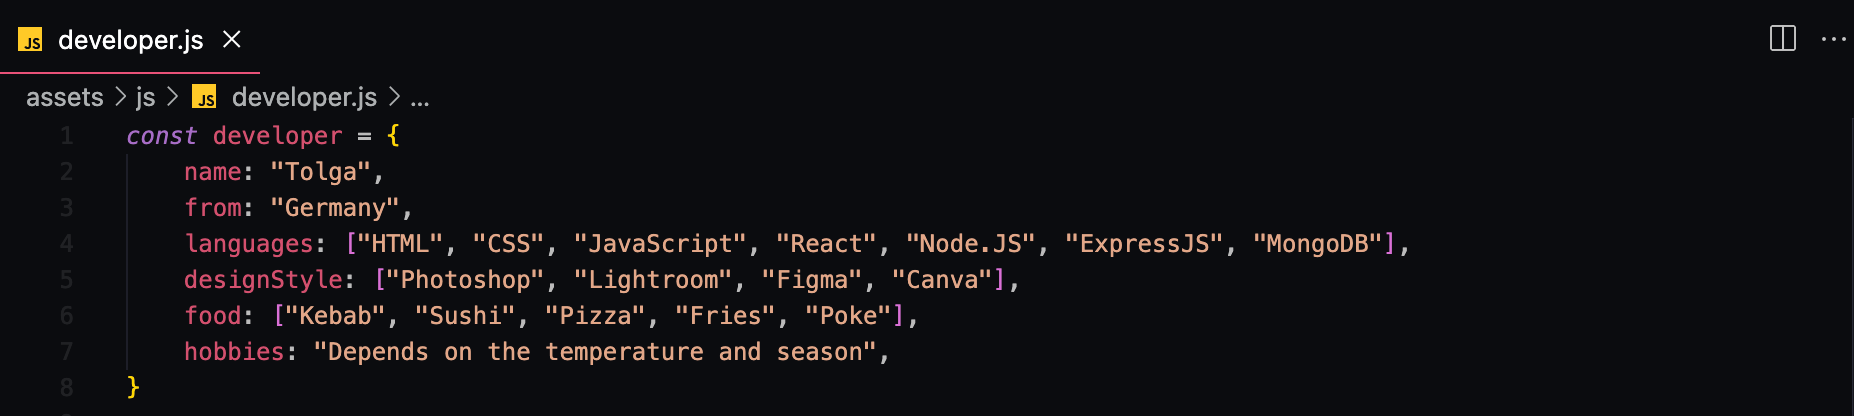 JS developer.js
assets > js > JS developer.js > ...
1 const developer = {
2     name: "Tolga",
3     from: "Germany",
4     languages: ["HTML", "CSS", "JavaScript", "React", "Node.JS", "ExpressJS", "MongoDB"],
5     designStyle: ["Photoshop", "Lightroom", "Figma", "Canva"],
6     food: ["Kebab", "Sushi", "Pizza", "Fries", "Poke"],
7     hobbies: "Depends on the temperature and season",
8 }